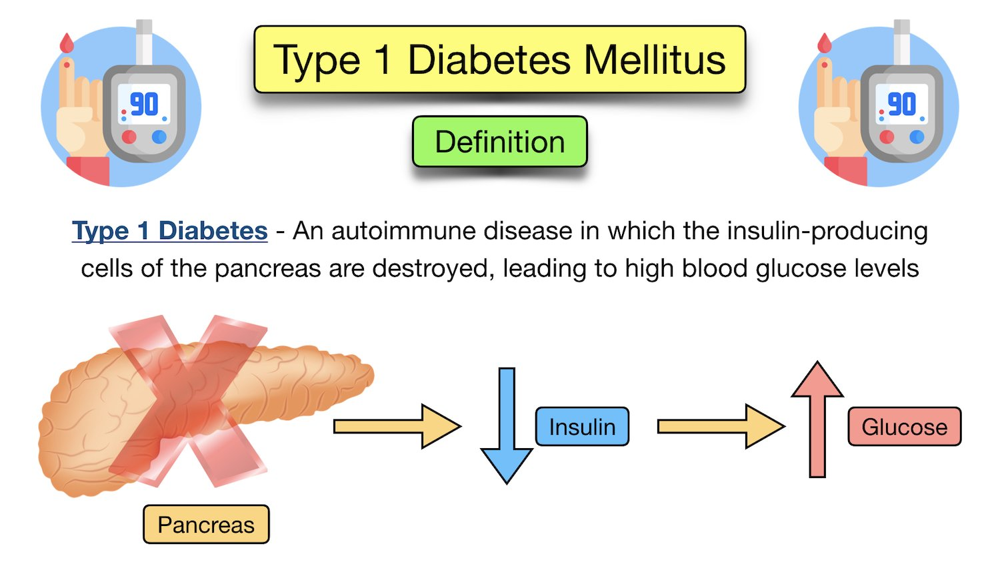 Type 1 Diabetes Mellitus
90
90
Definition
Type 1 Diabetes - An autoimmune disease in which the insulin-producing
cells of the pancreas are destroyed, leading to high blood glucose levels
Insulin
Glucose
Pancreas